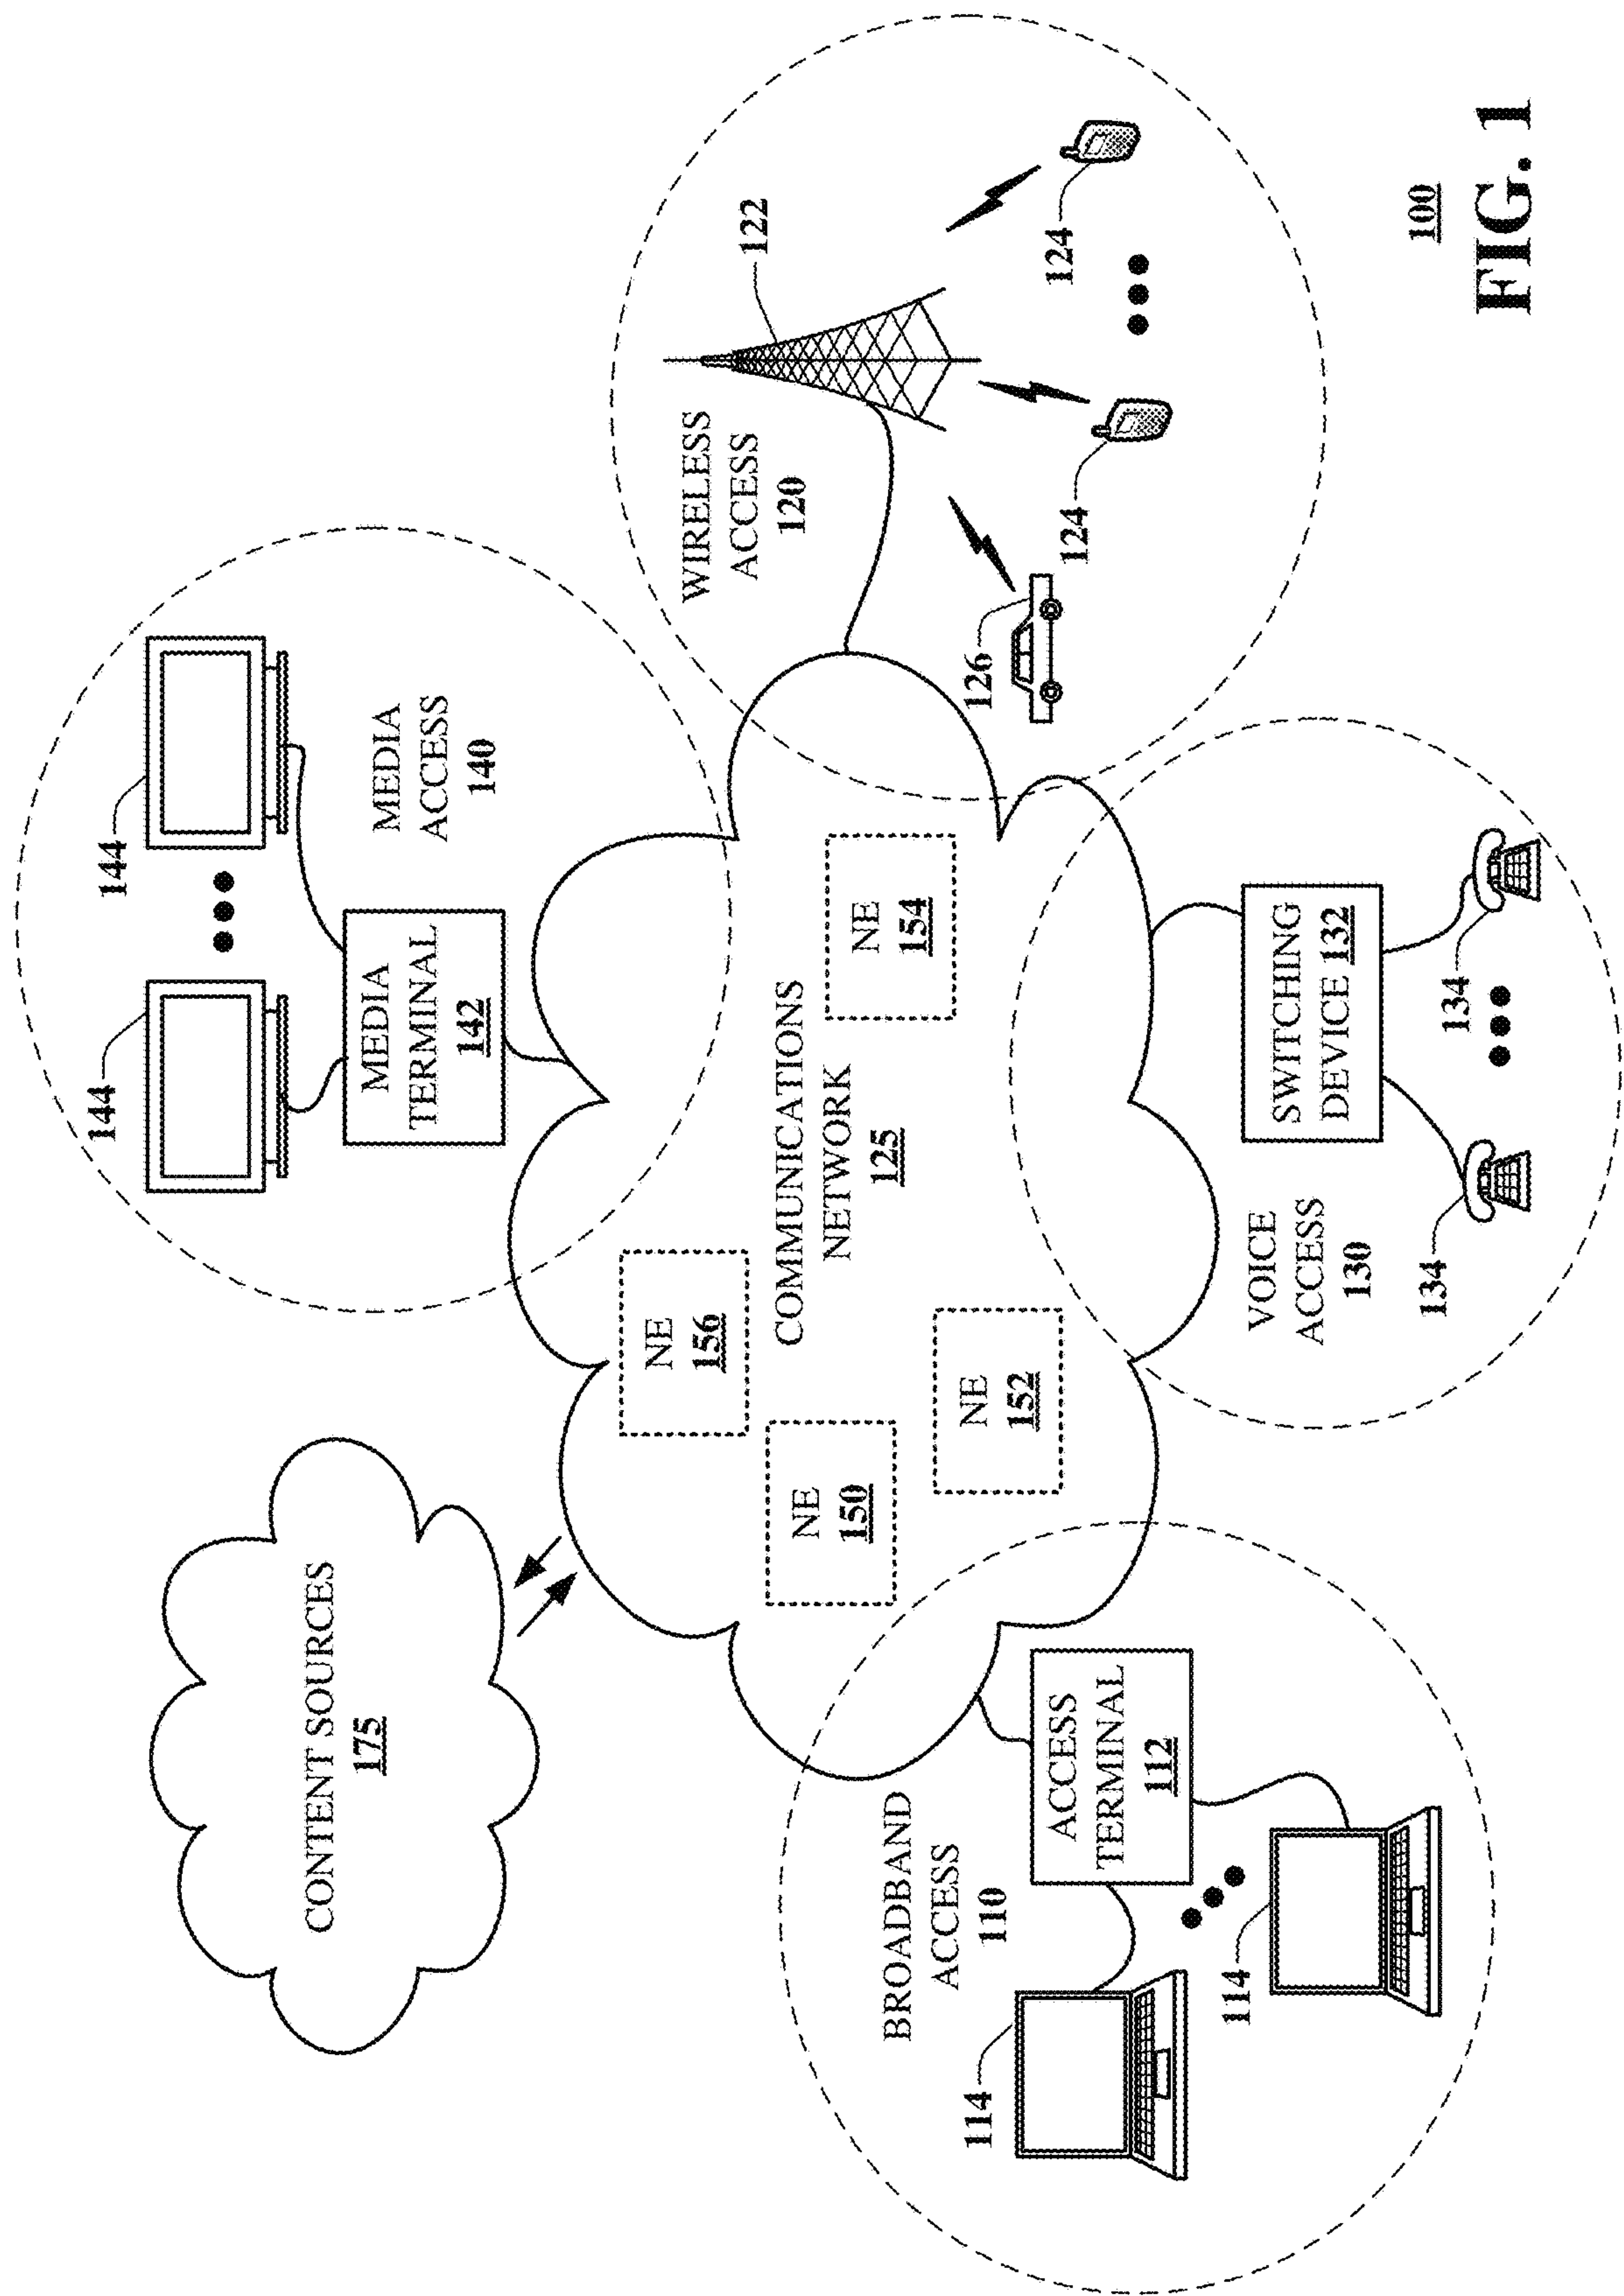 CONTENT SOURCES
175
144
144
MEDIA
TERMINAL
142
MEDIA
ACCESS
140
WIRELESS
ACCESS
120
122
126
124
124
NE
156
NE
150
NE
152
NE
154
COMMUNICATIONS
NETWORK
125
BROADBAND
ACCESS
110
ACCESS
TERMINAL
112
114
114
VOICE
ACCESS
130
SWITCHING
DEVICE 132
134
134
100
FIG. 1